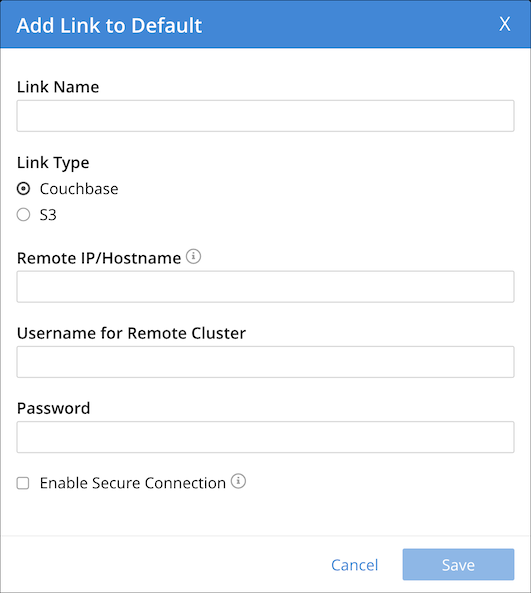 Add Link to Default X
Link Name
Link Type
Couchbase
S3
Remote IP/Hostname i
Username for Remote Cluster
Password
Enable Secure Connection i
Cancel Save